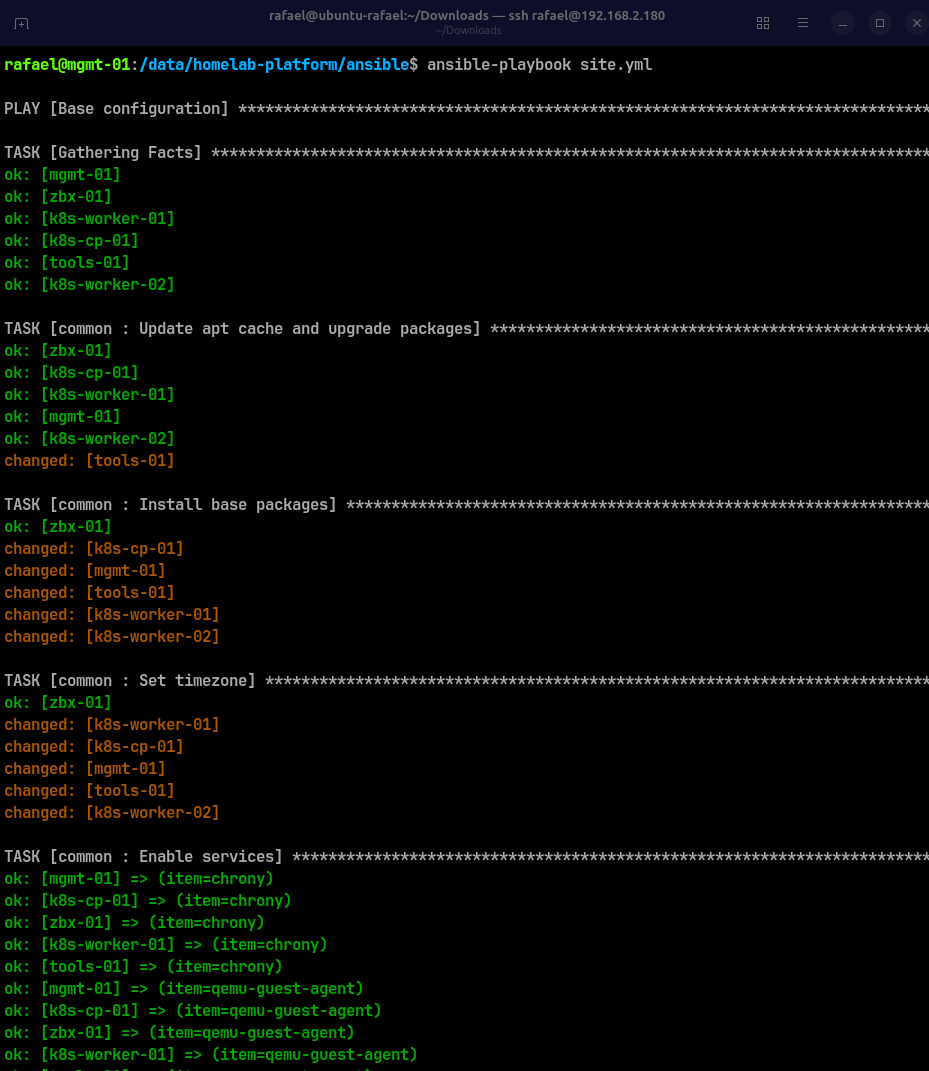 rafael@ubuntu-rafael:~/Downloads — ssh rafael@192.168.2.180
~/Downloads
rafael@mgmt-01:/data/homelab-platform/ansible$ ansible-playbook site.yml
PLAY [Base configuration] *****************************************************************************
TASK [Gathering Facts] ********************************************************************************
ok: [mgmt-01]
ok: [zbx-01]
ok: [k8s-worker-01]
ok: [k8s-cp-01]
ok: [tools-01]
ok: [k8s-worker-02]
TASK [common : Update apt cache and upgrade packages] *************************************************
ok: [zbx-01]
ok: [k8s-cp-01]
ok: [k8s-worker-01]
ok: [mgmt-01]
ok: [k8s-worker-02]
changed: [tools-01]
TASK [common : Install base packages] *****************************************************************
ok: [zbx-01]
changed: [k8s-cp-01]
changed: [mgmt-01]
changed: [tools-01]
changed: [k8s-worker-01]
changed: [k8s-worker-02]
TASK [common : Set timezone] **************************************************************************
ok: [zbx-01]
changed: [k8s-worker-01]
changed: [k8s-cp-01]
changed: [mgmt-01]
changed: [tools-01]
changed: [k8s-worker-02]
TASK [common : Enable services] ***********************************************************************
ok: [mgmt-01] => (item=chrony)
ok: [k8s-cp-01] => (item=chrony)
ok: [zbx-01] => (item=chrony)
ok: [k8s-worker-01] => (item=chrony)
ok: [tools-01] => (item=chrony)
ok: [mgmt-01] => (item=qemu-guest-agent)
ok: [k8s-cp-01] => (item=qemu-guest-agent)
ok: [zbx-01] => (item=qemu-guest-agent)
ok: [k8s-worker-01] => (item=qemu-guest-agent)